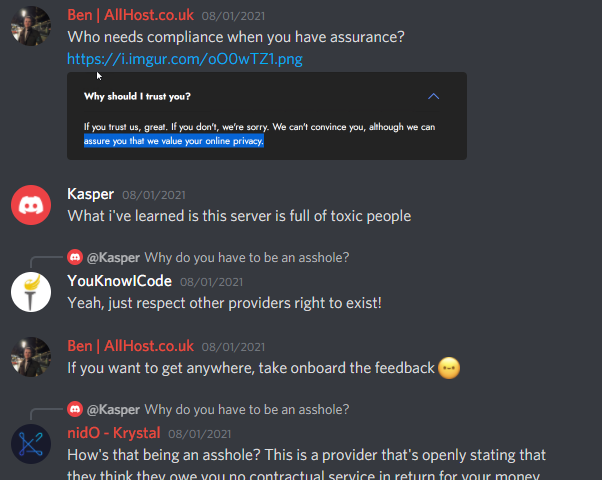 Ben | AllHost.co.uk 08/01/2021
Who needs compliance when you have assurance?
https://i.imgur.com/oO0wTZ1.png
Why should I trust you?
If you trust us, great. If you don't, we're sorry. We can't convince you, although we can
assure you that we value your online privacy.
Kasper 08/01/2021
What i've learned is this server is full of toxic people
@Kasper Why do you have to be an asshole?
YouKnowICode 08/01/2021
Yeah, just respect other providers right to exist!
Ben | AllHost.co.uk 08/01/2021
If you want to get anywhere, take onboard the feedback
@Kasper Why do you have to be an asshole?
nidO - Krystal 08/01/2021
How's that being an asshole? This is a provider that's openly stating that
they think they owe you no contractual service in return for your money